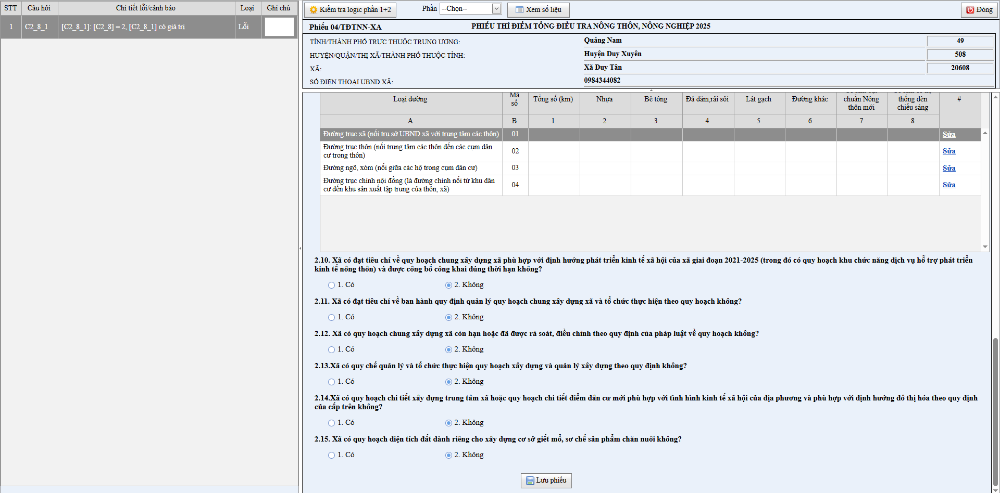 STT Câu hỏi Chi tiết lỗi/cảnh báo Loại Ghi chú
1 C2_8_1 [C2_8_1]: [C2_8] = 2, [C2_8_1] có giá trị Lỗi
Kiểm tra logic phần 1+2 Phần --Chọn-- Xem số liệu Đóng
Phiếu 04/TĐTNN-XA PHIẾU THÍ ĐIỂM TỔNG ĐIỀU TRA NÔNG THÔN, NÔNG NGHIỆP 2025
TỈNH/THÀNH PHỐ TRỰC THUỘC TRUNG ƯƠNG: Quảng Nam 49
HUYỆN/QUẬN/THỊ XÃ/THÀNH PHỐ THUỘC TỈNH: Huyện Duy Xuyên 508
XÃ: Xã Duy Tân 20608
SỐ ĐIỆN THOẠI UBND XÃ: 0984344082
Loại đường Mã số Tổng số (km) Nhựa Bê tông Đá dăm,rải sỏi Lát gạch Đường khác chuẩn Nông thôn mới thống đèn chiếu sáng #
A B 1 2 3 4 5 6 7 8
Đường trục xã (nối trụ sở UBND xã với trung tâm các thôn) 01 Sửa
Đường trục thôn (nối trung tâm các thôn đến các cụm dân
cư trong thôn) 02 Sửa
Đường ngõ, xóm (nối giữa các hộ trong cụm dân cư) 03 Sửa
Đường trục chính nội đồng (là đường chính nối từ khu dân
cư đến khu sản xuất tập trung của thôn, xã) 04 Sửa
2.10. Xã có đạt tiêu chí về quy hoạch chung xây dựng xã phù hợp với định hướng phát triển kinh tế xã hội của xã giai đoạn 2021-2025 (trong đó có quy hoạch khu chức năng dịch vụ hỗ trợ phát triển
kinh tế nông thôn) và được công bố công khai đúng thời hạn không?
1. Có 2. Không
2.11. Xã có đạt tiêu chí về ban hành quy định quản lý quy hoạch chung xây dựng xã và tổ chức thực hiện theo quy hoạch không?
1. Có 2. Không
2.12. Xã có quy hoạch chung xây dựng xã còn hạn hoặc đã được rà soát, điều chỉnh theo quy định của pháp luật về quy hoạch không?
1. Có 2. Không
2.13.Xã có quy chế quản lý và tổ chức thực hiện quy hoạch xây dựng và quản lý xây dựng theo quy định không?
1. Có 2. Không
2.14.Xã có quy hoạch chi tiết xây dựng trung tâm xã hoặc quy hoạch chi tiết điểm dân cư mới phù hợp với tình hình kinh tế xã hội của địa phương và phù hợp với định hướng đô thị hóa theo quy định
của cấp trên không?
1. Có 2. Không
2.15. Xã có quy hoạch diện tích đất dành riêng cho xây dựng cơ sở giết mổ, sơ chế sản phẩm chăn nuôi không?
1. Có 2. Không
Lưu phiếu